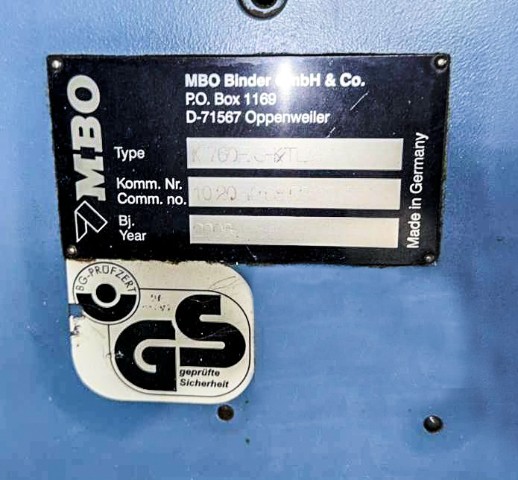 MBO
MBO Binder GmbH & Co.
P.O. Box 1169
D-71567 Oppenweiler
Type
Komm. Nr.
Comm. no.
Bj.
Year
Made in Germany
BG-PRÜFZERT
GS
geprüfte
Sicherheit